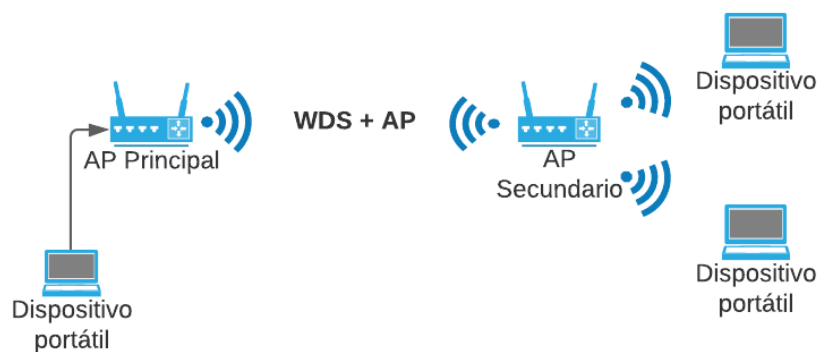 WDS + AP
AP Principal
AP
Secundario
Dispositivo
portátil
Dispositivo
portátil
Dispositivo
portátil